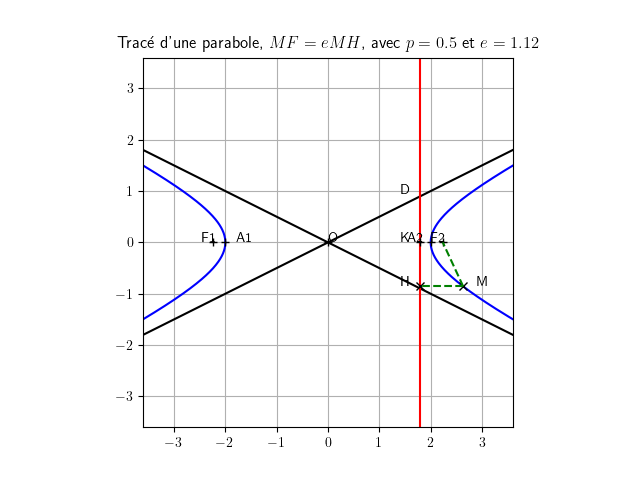 Tracé d'une parabole, MF = eMH, avec p = 0.5 et e = 1.12
3
2
D
1
F1 A1 O K A2 F2
0
H M
−1
−2
−3
−3 −2 −1 0 1 2 3